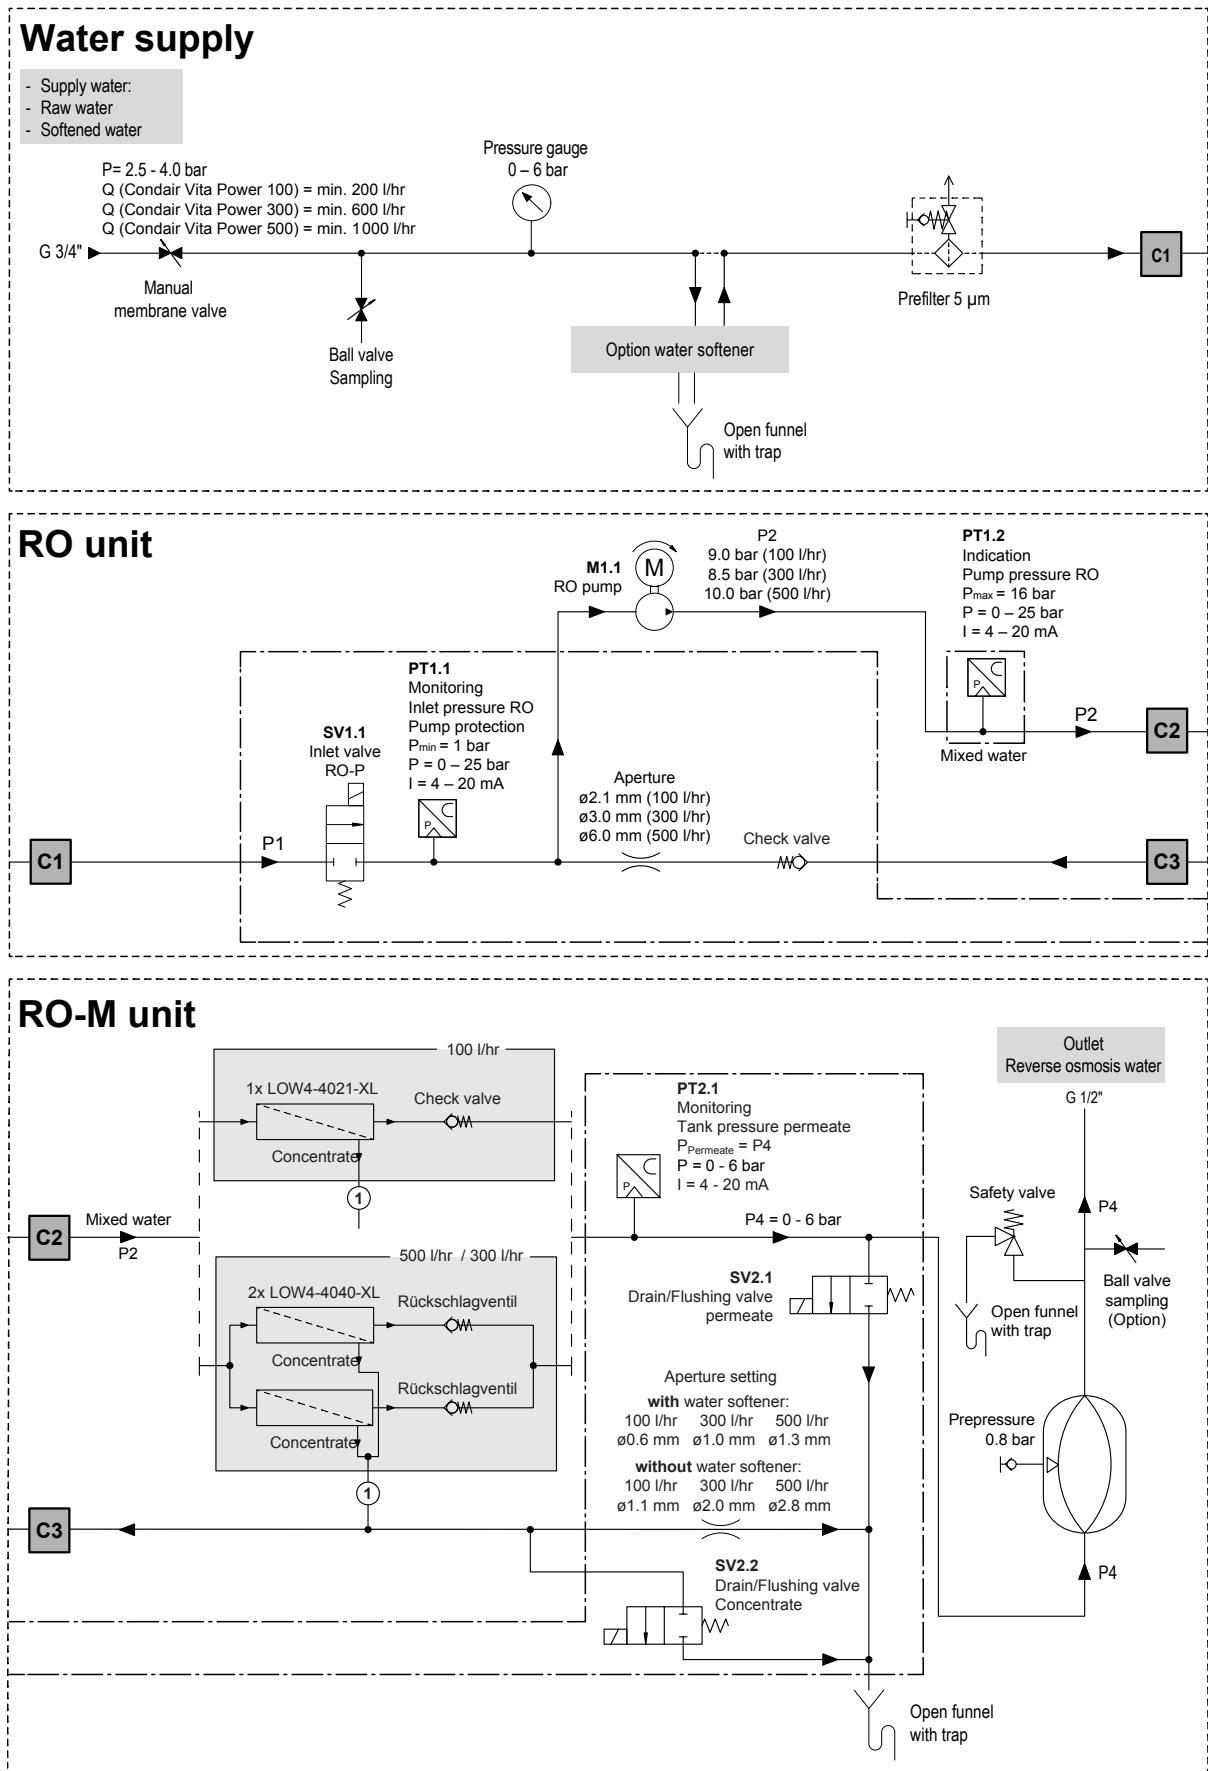 Water supply
- Supply water:
- Raw water
- Softened water
P= 2.5 - 4.0 bar
Q (Condair Vita Power 100) = min. 200 l/hr
Q (Condair Vita Power 300) = min. 600 l/hr
Q (Condair Vita Power 500) = min. 1000 l/hr
Pressure gauge
0 – 6 bar
G 3/4"
C1
Manual
membrane valve
Prefilter 5 µm
Ball valve
Sampling
Option water softener
Open funnel
with trap
RO unit
M1.1
RO pump
M
P2
9.0 bar (100 l/hr)
8.5 bar (300 l/hr)
10.0 bar (500 l/hr)
PT1.2
Indication
Pump pressure RO
Pmax = 16 bar
P = 0 – 25 bar
I = 4 – 20 mA
P
PT1.1
Monitoring
Inlet pressure RO
Pump protection
Pmin = 1 bar
P = 0 – 25 bar
I = 4 – 20 mA
P
P2
C2
Mixed water
SV1.1
Inlet valve
RO-P
Aperture
ø2.1 mm (100 l/hr)
ø3.0 mm (300 l/hr)
ø6.0 mm (500 l/hr)
Check valve
C1
P1
C3
RO-M unit
100 l/hr
1x LOW4-4021-XL
Check valve
Concentrate
1
PT2.1
Monitoring
Tank pressure permeate
PPermeate = P4
P = 0 - 6 bar
I = 4 - 20 mA
P
Outlet
Reverse osmosis water
G 1/2"
Safety valve
P4
C2
Mixed water
P2
P4 = 0 - 6 bar
500 l/hr / 300 l/hr
2x LOW4-4040-XL
Rückschlagventil
Concentrate
Rückschlagventil
Concentrate
1
SV2.1
Drain/Flushing valve
permeate
Open funnel
with trap
Ball valve
sampling
(Option)
Aperture setting
with water softener:
100 l/hr 300 l/hr 500 l/hr
ø0.6 mm ø1.0 mm ø1.3 mm
without water softener:
100 l/hr 300 l/hr 500 l/hr
ø1.1 mm ø2.0 mm ø2.8 mm
Prepressure
0.8 bar
C3
SV2.2
Drain/Flushing valve
Concentrate
P4
Open funnel
with trap